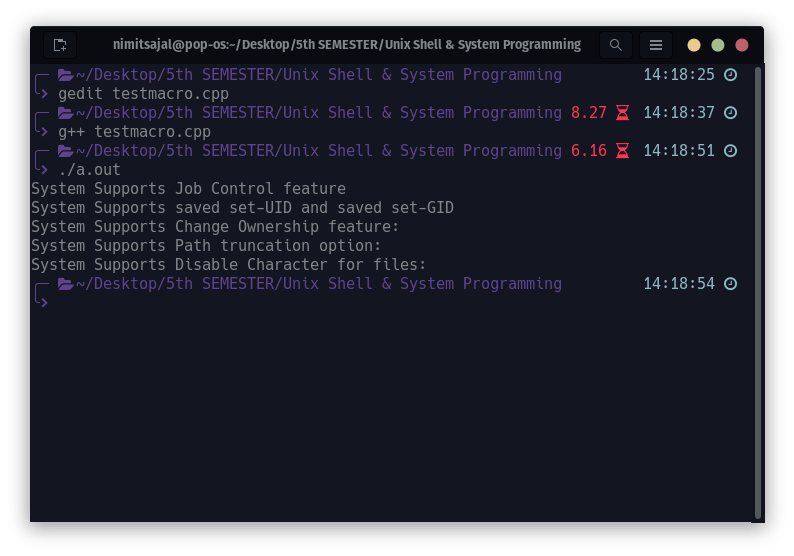 nimitsajal@pop-os:~/Desktop/5th SEMESTER/Unix Shell & System Programming
~/Desktop/5th SEMESTER/Unix Shell & System Programming 14:18:25
gedit testmacro.cpp
~/Desktop/5th SEMESTER/Unix Shell & System Programming 8.27 14:18:37
g++ testmacro.cpp
~/Desktop/5th SEMESTER/Unix Shell & System Programming 6.16 14:18:51
./a.out
System Supports Job Control feature
System Supports saved set-UID and saved set-GID
System Supports Change Ownership feature:
System Supports Path truncation option:
System Supports Disable Character for files:
~/Desktop/5th SEMESTER/Unix Shell & System Programming 14:18:54